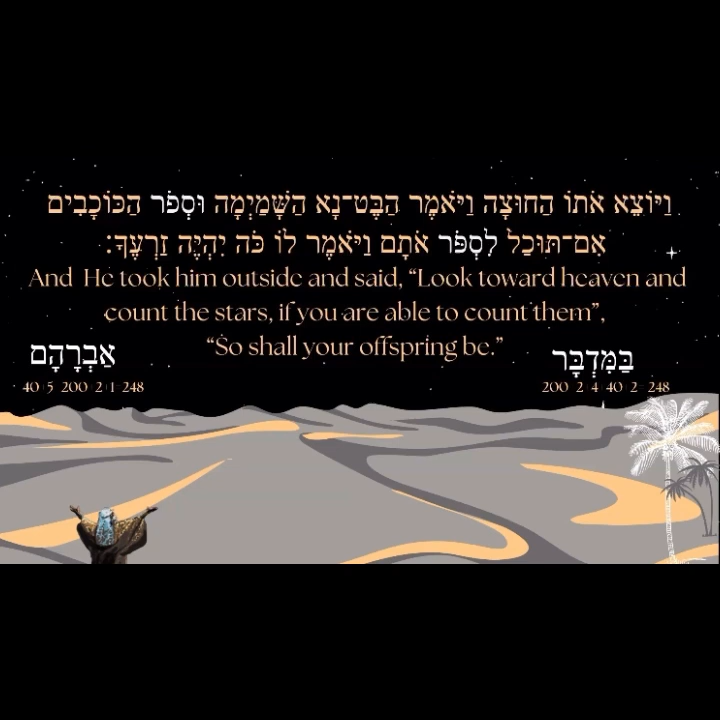 וַיּוֹצֵא אֹתוֹ הַחוּצָה וַיֹּאמֶר הַבֶּט־נָא הַשָּׁמַיְמָה וּסְפֹר הַכּוֹכָבִים
אִם־תּוּכַל לִסְפֹּר אֹתָם וַיֹּאמֶר לוֹ כֹּה יִהְיֶה זַרְעֶךָ׃
And He took him outside and said, “Look toward heaven and
count the stars, if you are able to count them”,
“So shall your offspring be.”
אַבְרָהָם
40 5 200 2 1 248
בַּמִּדְבָּר
200 2 4 40 2 248